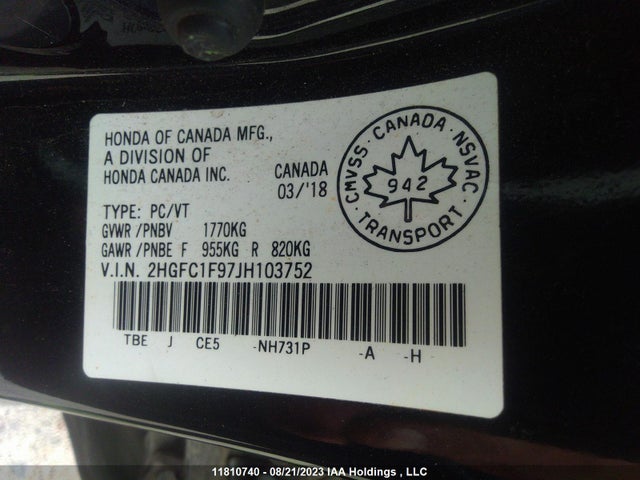 HONDA OF CANADA MFG.,
A DIVISION OF
HONDA CANADA INC.
CANADA
03/'18
TYPE: PC/VT
GVWR /PNBV 1770KG
GAWR /PNBE F 955KG R 820KG
V.I.N. 2HGFC1F97JH103752
TBE J CE5 -NH731P -A -H-
CMVSS · CANADA · NSVAC
942
TRANSPORT
11810740 - 08/21/2023 IAA Holdings , LLC